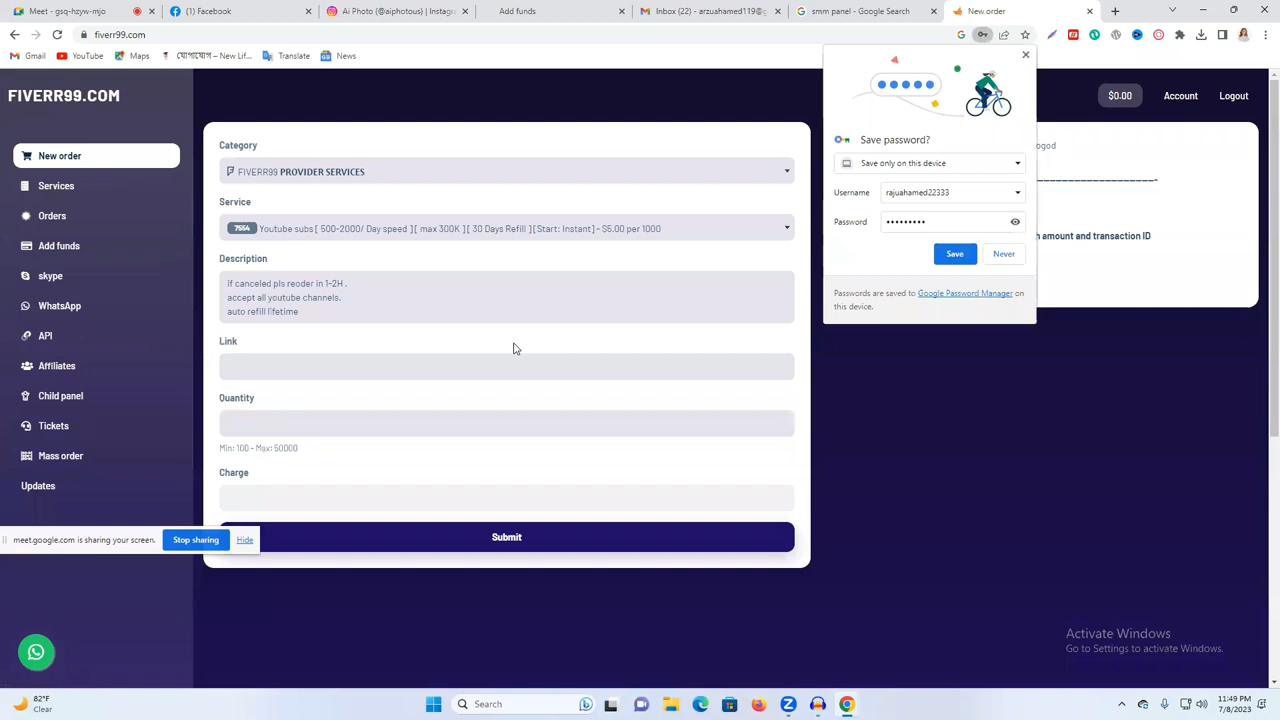 Meet - gsq-hzyw-mjo
(1) Facebook
Ai Photo (@aiphotous) | Instag
Add funds
Inbox (22) - arzuahamed119@g
smm panel - Google Search
New order
fiverr99.com
Gmail
YouTube
Maps
যোগাযোগ — New Lif...
Translate
News
FIVERR99.COM
$0.00
Account
Logout
New order
Services
Orders
Add funds
skype
WhatsApp
API
Affiliates
Child panel
Tickets
Mass order
Updates
Category
FIVERR99 PROVIDER SERVICES
Service
7554 Youtube subs[ 500-2000/ Day speed ][ max 300K ][30 Days Refill ][Start: Instant] - $5.00 per 1000
Description
if canceled pls reoder in 1-2H .
accept all youtube channels.
auto refill lifetime
Link
Quantity
Min: 100 - Max: 50000
Charge
Submit
Save password?
Save only on this device
Username rajuahamed22333
Password •••••••••
Save Never
Passwords are saved to Google Password Manager on
this device.
ogod
h amount and transaction ID
meet.google.com is sharing your screen. Stop sharing Hide
Activate Windows
Go to Settings to activate Windows.
82°F
Clear
Search
11:49 PM
7/8/2023